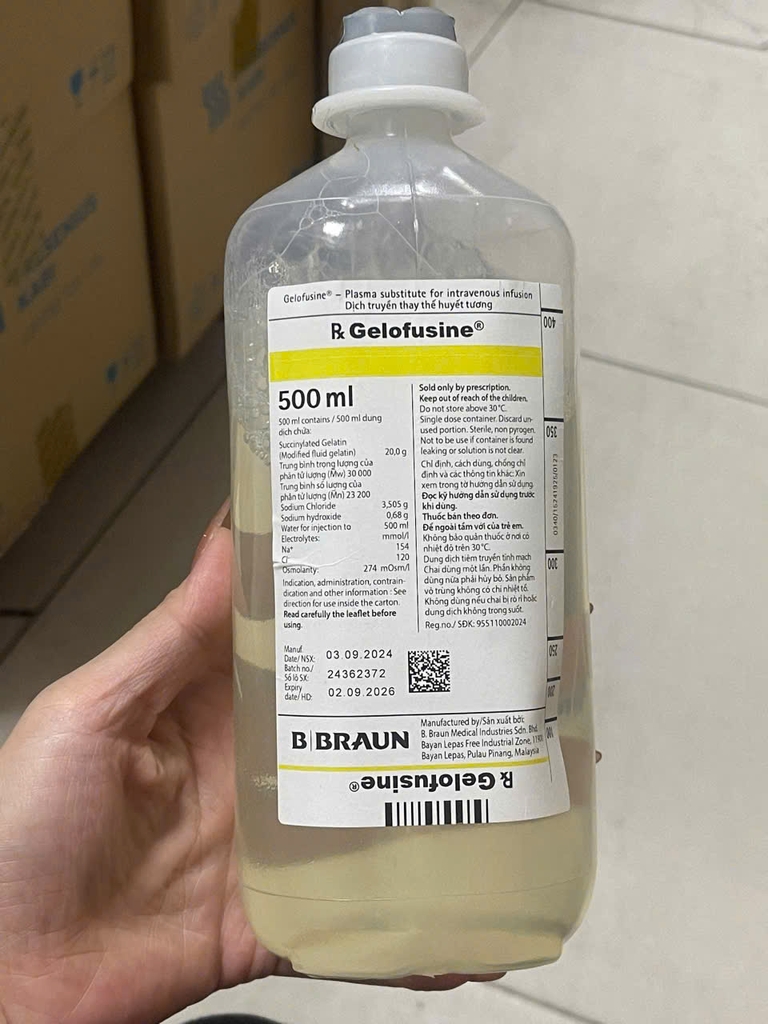 Gelofusine® – Plasma substitute for intravenous infusion
Dịch truyền thay thế huyết tương
℞ Gelofusine®
500 ml
500 ml contains / 500 ml dung
dịch chứa:
Succinylated Gelatin
(Modified fluid gelatin) 20,0 g
Trung bình trọng lượng của
phân tử lượng (Mw) 30 000
Trung bình số lượng của
phân tử lượng (Mn) 23 200
Sodium Chloride 3,505 g
Sodium hydroxide 0,68 g
Water for injection to 500 ml
Electrolytes: mmol/l
Na⁺ 154
Cl⁻ 120
Osmolarity: 274 mOsm/l
Indication, administration, contrain-
dication and other information : See
direction for use inside the carton.
Read carefully the leaflet before
using.
Sold only by prescription.
Keep out of reach of the children.
Do not store above 30°C.
Single dose container. Discard un-
used portion. Sterile, non pyrogen.
Not to be use if container is found
leaking or solution is not clear.
Chỉ định, cách dùng, chống chỉ
định và các thông tin khác: Xin
xem trong tờ hướng dẫn sử dụng.
Đọc kỹ hướng dẫn sử dụng trước
khi dùng.
Thuốc bán theo đơn.
Để ngoài tầm với của trẻ em.
Không bảo quản thuốc ở nơi có
nhiệt độ trên 30°C.
Dung dịch tiêm truyền tĩnh mạch
Chai dùng một lần. Phần không
dùng nữa phải hủy bỏ. Sản phẩm
vô trùng không có chí nhiệt tố.
Không dùng nếu chai bị rò rỉ hoặc
dung dịch không trong suốt.
Reg.no./ SĐK: 955110002024
Manuf.
Date/ NSX: 03.09.2024
Batch no./
Số lô SX: 24362372
Expiry
date/ HD: 02.09.2026
B|BRAUN
Manufactured by/Sản xuất bởi:
B. Braun Medical Industries Sdn. Bhd.
Bayan Lepas Free Industrial Zone,
Bayan Lepas, Pulau Pinang, Malaysia
℞ Gelofusine®
400
350
300
250
200
100
0340/15241925/0123
KABI